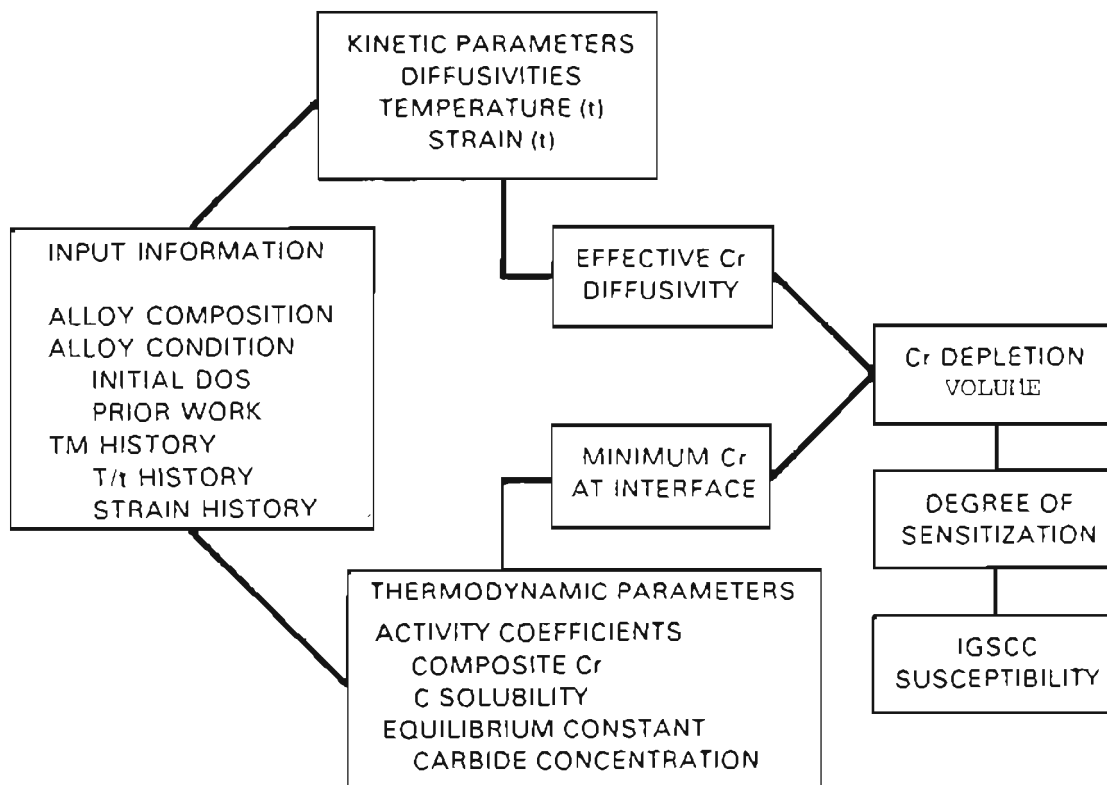 KINETIC PARAMETERS
DIFFUSIVITIES
TEMPERATURE (t)
STRAIN (t)
INPUT INFORMATION
ALLOY COMPOSITION
ALLOY CONDITION
INITIAL DOS
PRIOR WORK
TM HISTORY
T/t HISTORY
STRAIN HISTORY
EFFECTIVE Cr
DIFFUSIVITY
MINIMUM Cr
AT INTERFACE
THERMODYNAMIC PARAMETERS
ACTIVITY COEFFICIENTS
COMPOSITE Cr
C SOLUBILITY
EQUILIBRIUM CONSTANT
CARBIDE CONCENTRATION
Cr DEPLETION
VOLUME
DEGREE OF
SENSITIZATION
IGSCC
SUSCEPTIBILITY